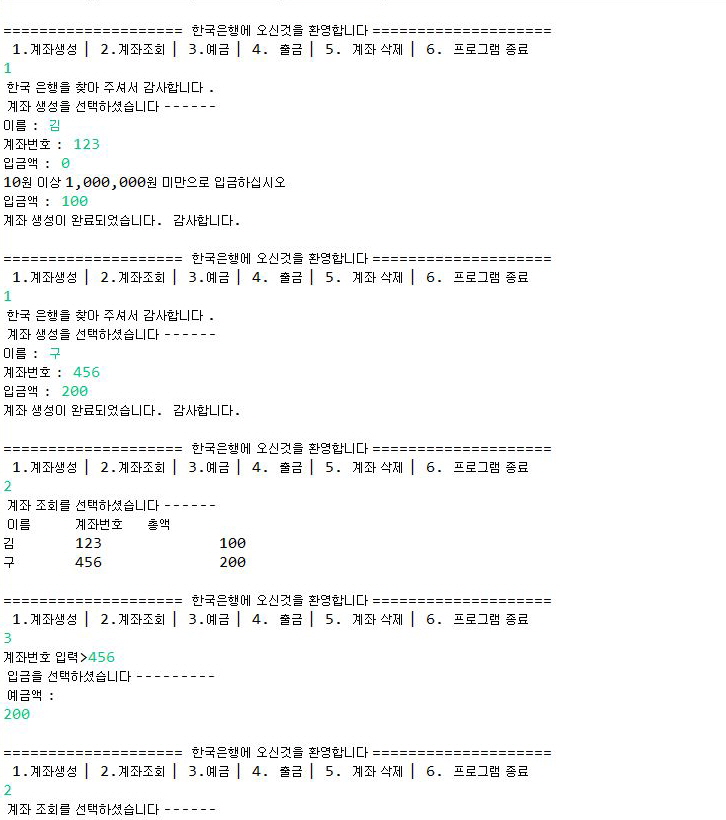 ==================== 한국은행에 오신것을 환영합니다 ====================
1.계좌생성 | 2.계좌조회 | 3.예금 | 4. 출금 | 5. 계좌 삭제 | 6. 프로그램 종료
1
한국 은행을 찾아 주셔서 감사합니다 .
계좌 생성을 선택하셨습니다 ------
이름 : 김
계좌번호 : 123
입금액 : 0
10원 이상 1,000,000원 미만으로 입금하십시오
입금액 : 100
계좌 생성이 완료되었습니다. 감사합니다.
==================== 한국은행에 오신것을 환영합니다 ====================
1.계좌생성 | 2.계좌조회 | 3.예금 | 4. 출금 | 5. 계좌 삭제 | 6. 프로그램 종료
1
한국 은행을 찾아 주셔서 감사합니다 .
계좌 생성을 선택하셨습니다 ------
이름 : 구
계좌번호 : 456
입금액 : 200
계좌 생성이 완료되었습니다. 감사합니다.
==================== 한국은행에 오신것을 환영합니다 ====================
1.계좌생성 | 2.계좌조회 | 3.예금 | 4. 출금 | 5. 계좌 삭제 | 6. 프로그램 종료
2
계좌 조회를 선택하셨습니다 ------
이름 계좌번호 총액
김 123 100
구 456 200
==================== 한국은행에 오신것을 환영합니다 ====================
1.계좌생성 | 2.계좌조회 | 3.예금 | 4. 출금 | 5. 계좌 삭제 | 6. 프로그램 종료
3
계좌번호 입력>456
입금을 선택하셨습니다 ---------
예금액 :
200
==================== 한국은행에 오신것을 환영합니다 ====================
1.계좌생성 | 2.계좌조회 | 3.예금 | 4. 출금 | 5. 계좌 삭제 | 6. 프로그램 종료
2
계좌 조회를 선택하셨습니다 ------